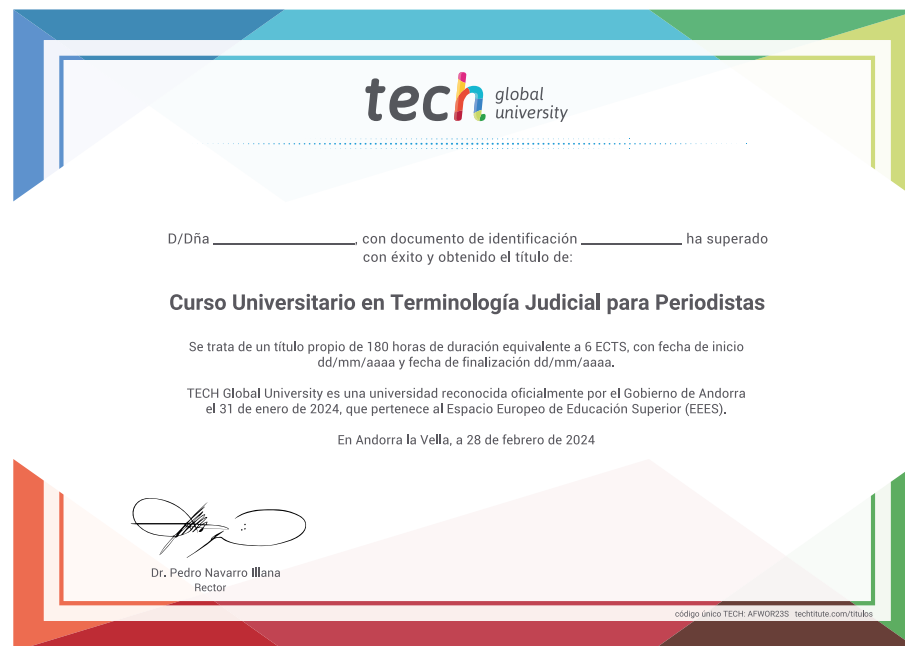 tech global
university
D/Dña ________________, con documento de identificación ____________ ha superado
con éxito y obtenido el título de:
Curso Universitario en Terminología Judicial para Periodistas
Se trata de un título propio de 180 horas de duración equivalente a 6 ECTS, con fecha de inicio
dd/mm/aaaa y fecha de finalización dd/mm/aaaa.
TECH Global University es una universidad reconocida oficialmente por el Gobierno de Andorra
el 31 de enero de 2024, que pertenece al Espacio Europeo de Educación Superior (EEES).
En Andorra la Vella, a 28 de febrero de 2024
Dr. Pedro Navarro Illana
Rector
código único TECH: AFWOR23S techtitute.com/titulos